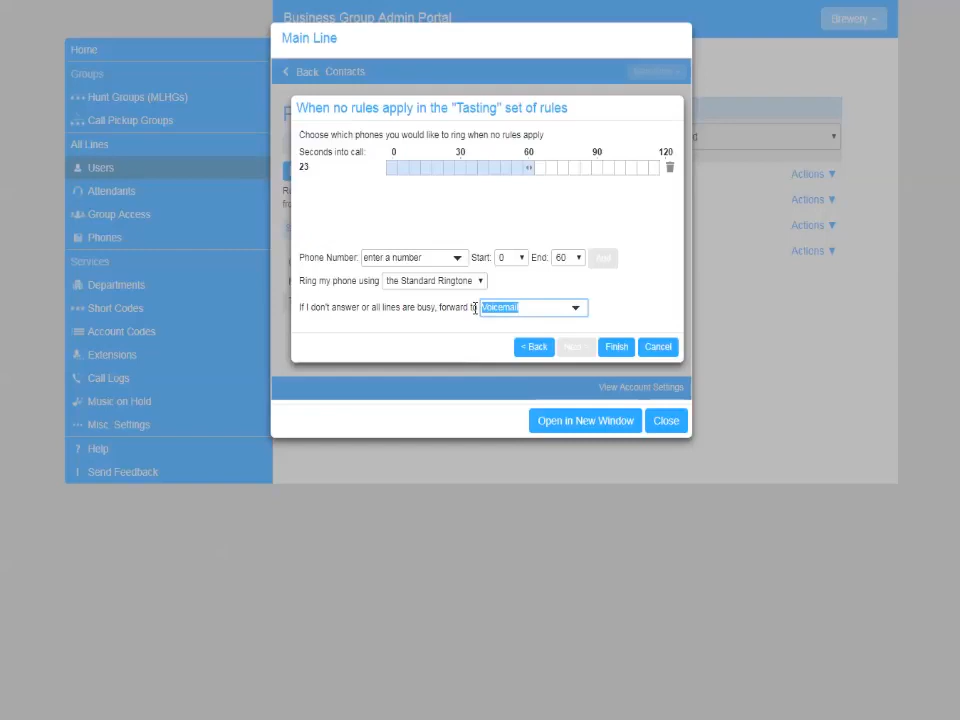 Business Group Admin Portal
Brewery
Main Line
Home
Back Contacts
Groups
Hunt Groups (MLHGs)
Call Pickup Groups
All Lines
Users
Attendants
Group Access
Phones
Services
Departments
Short Codes
Account Codes
Extensions
Call Logs
Music on Hold
Misc. Settings
Help
Send Feedback
When no rules apply in the "Tasting" set of rules
Choose which phones you would like to ring when no rules apply
Seconds into call: 0 30 60 90 120
23
Phone Number: enter a number Start: 0 End: 60 Add
Ring my phone using the Standard Ringtone
If I don't answer or all lines are busy, forward to Voicemail
< Back Next > Finish Cancel
View Account Settings
Open in New Window Close
Actions
Actions
Actions
Actions